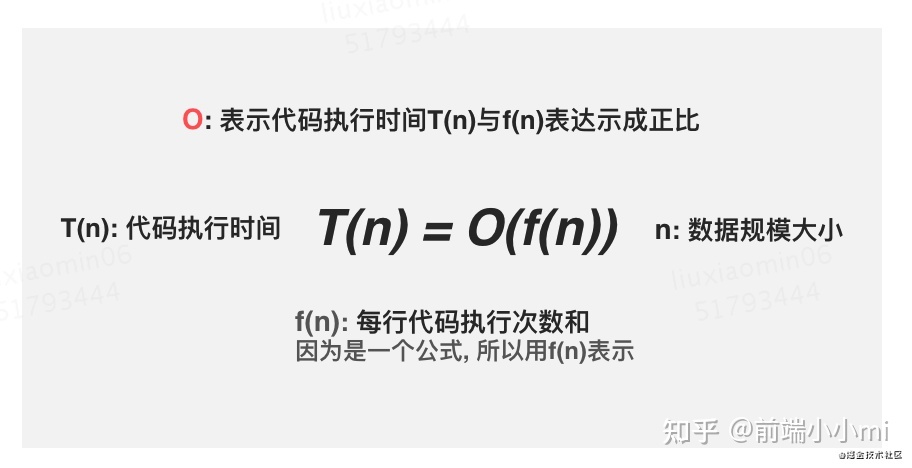 liuxiaomin06
51793444
O: 表示代码执行时间T(n)与f(n)表达示成正比
T(n): 代码执行时间
T(n) = O(f(n))
n: 数据规模大小
liuxiaomin06
51793444
liuxiaomin06
51793444
f(n): 每行代码执行次数和
因为是一个公式, 所以用f(n)表示
知乎 @前端小小mi
@掘金技术社区